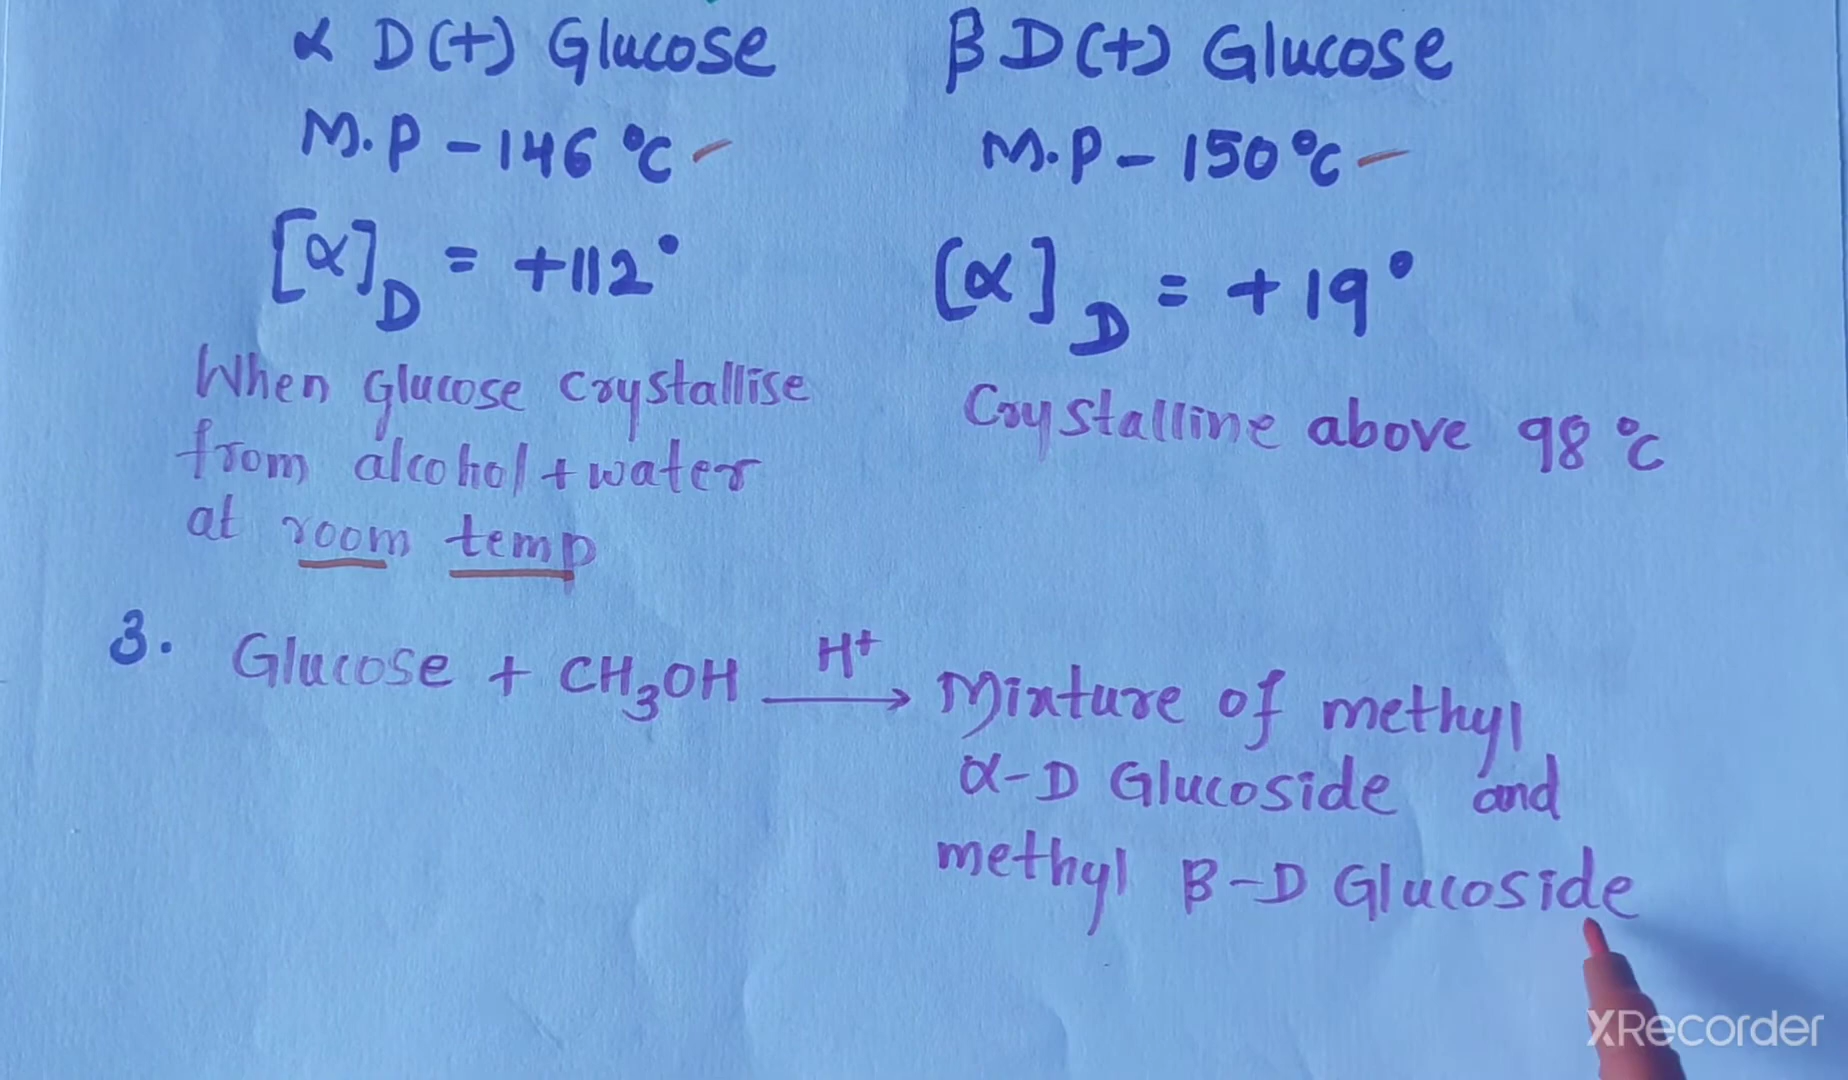 α D(+) Glucose
M.P - 146 °C -
[α]D = +112°
When glucose crystallise
from alcohol + water
at room temp
β D(+) Glucose
M.P - 150°C -
[α]D = +19°
Crystalline above 98 °C
3. Glucose + CH3OH H+ → Mixture of methyl
α-D Glucoside and
methyl β-D Glucoside
XRecorder